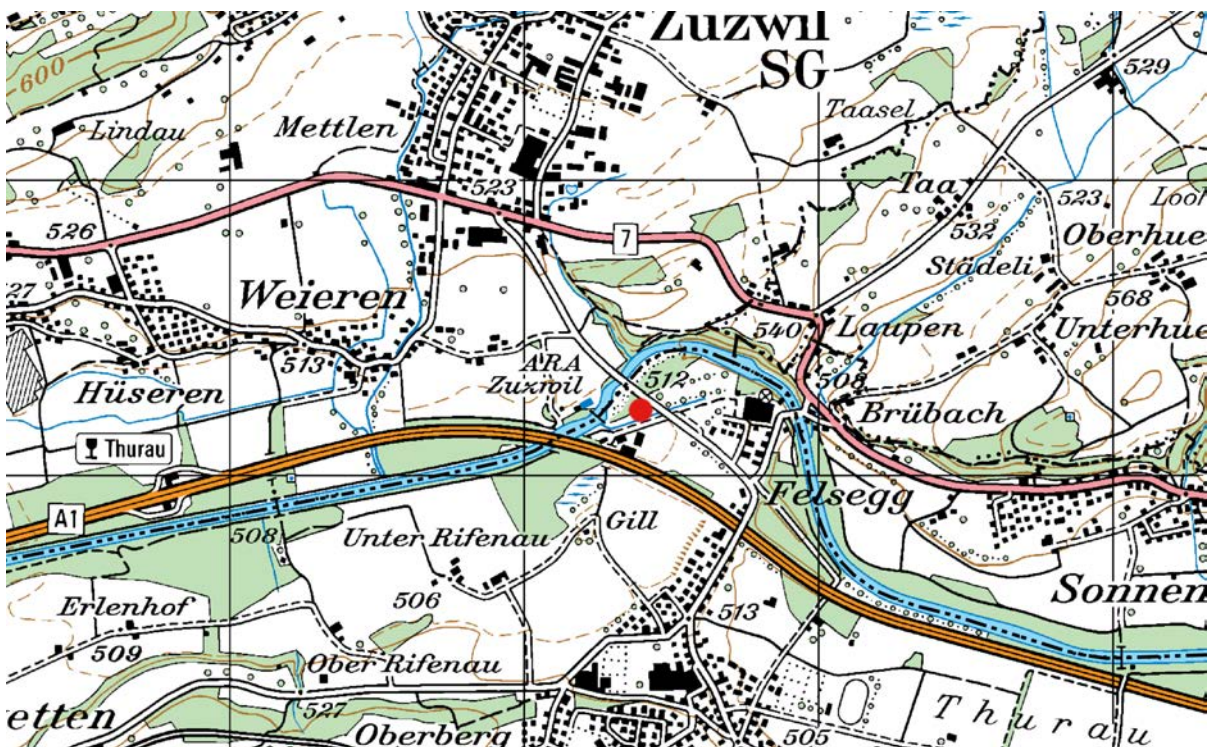 Zuzwil
SG
600
Lindau
Mettlen
Taasel
529
523
Taa
523
526
7
532
Oberhue
Städeli
Weieren
568
540
Laupen
Unterhue
513
ARA
Zuzwil
512
508
Hüseren
Brübach
Thurau
Felsegg
A1
508
Gill
Unter Rifenau
506
Sonnen
Erlenhof
513
509
Ober Rifenau
etten
527
Oberberg
505
Thurau